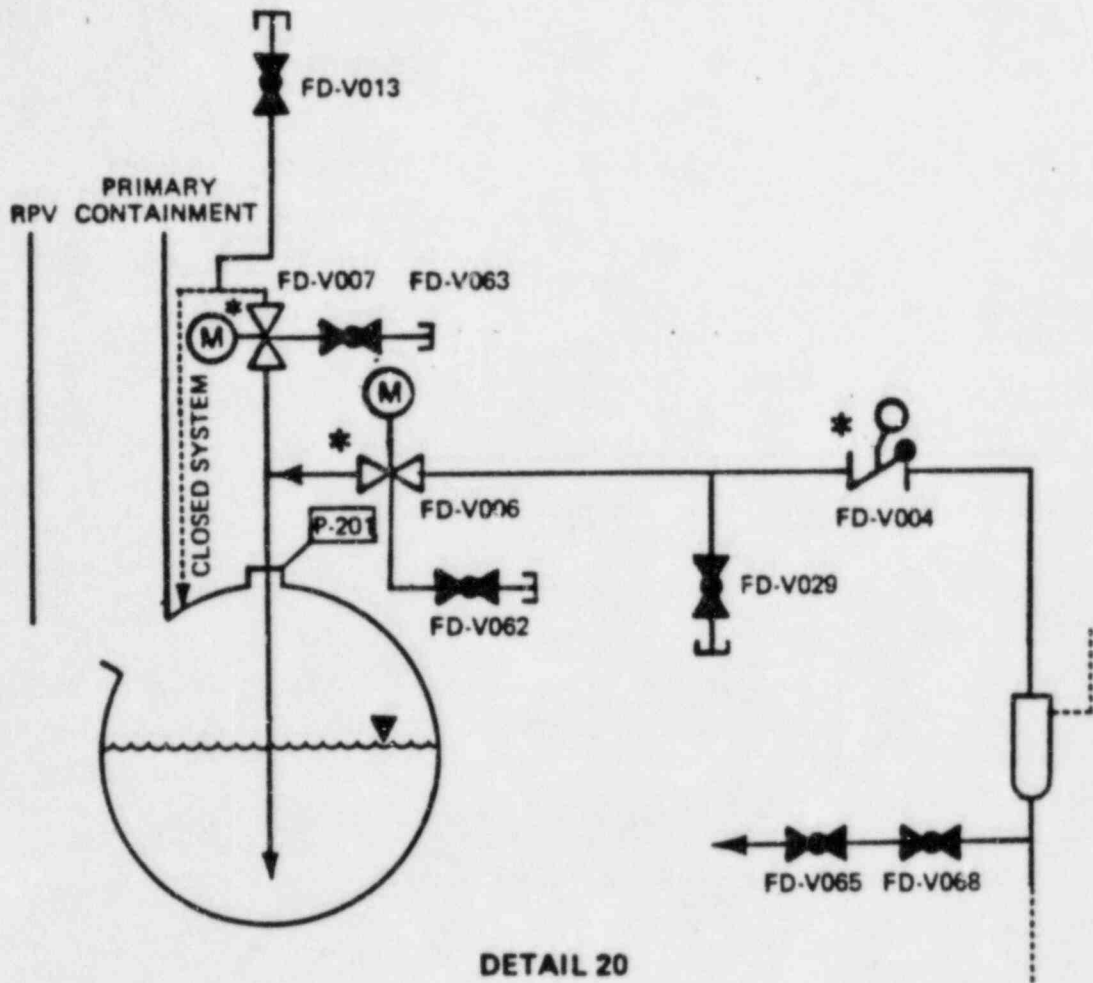 FD-V013
PRIMARY
RPV CONTAINMENT
FD-V007 FD-V063
*
M
CLOSED SYSTEM
M
*
*
FD-V006
FD-V004
P-201
FD-V029
FD-V062
FD-V065 FD-V068
DETAIL 20